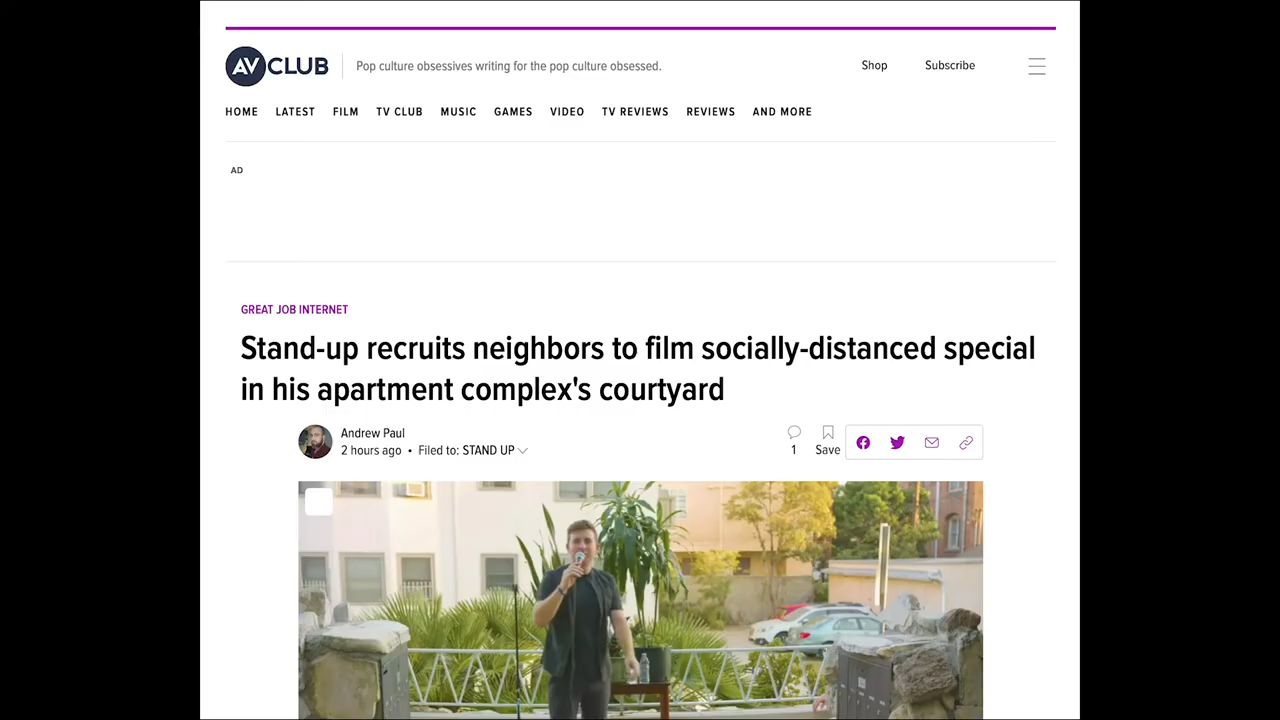 AV CLUB
Pop culture obsessives writing for the pop culture obsessed.
Shop
Subscribe
HOME LATEST FILM TV CLUB MUSIC GAMES VIDEO TV REVIEWS REVIEWS AND MORE
AD
GREAT JOB INTERNET
Stand-up recruits neighbors to film socially-distanced special
in his apartment complex's courtyard
Andrew Paul
2 hours ago • Filed to: STAND UP
1
Save